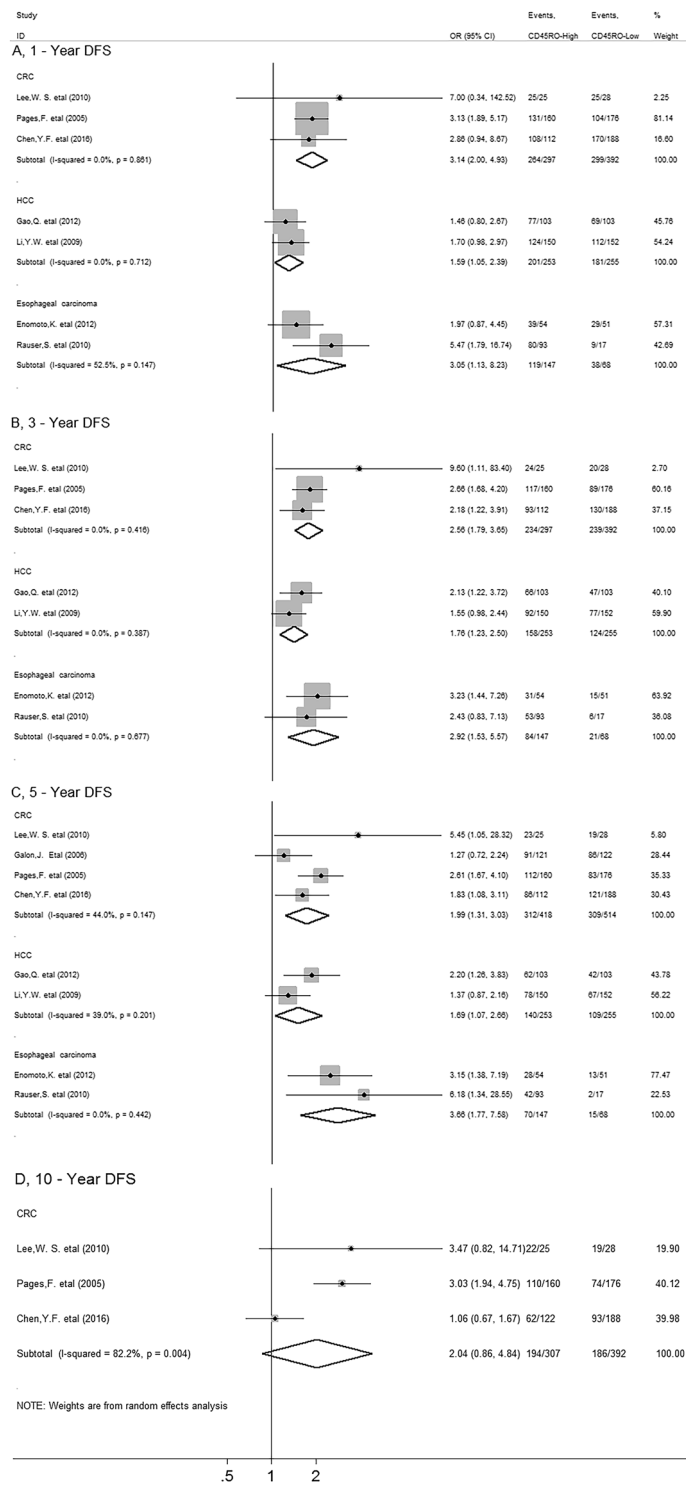 Study Events, Events, %
ID OR (95% CI) CD45RO-High CD45RO-Low Weight
A, 1 - Year DFS
CRC
Lee,W. S. etal (2010) 7.00 (0.34, 142.52) 25/25 25/28 2.25
Pages,F. etal (2005) 3.13 (1.89, 5.17) 131/160 104/176 81.14
Chen,Y.F. etal (2016) 2.86 (0.94, 8.67) 108/112 170/188 16.60
Subtotal (I-squared = 0.0%, p = 0.861) 3.14 (2.00, 4.93) 264/297 299/392 100.00
.
HCC
Gao,Q. etal (2012) 1.46 (0.80, 2.67) 77/103 69/103 45.76
Li,Y.W. etal (2009) 1.70 (0.98, 2.97) 124/150 112/152 54.24
Subtotal (I-squared = 0.0%, p = 0.712) 1.59 (1.05, 2.39) 201/253 181/255 100.00
.
Esophageal carcinoma
Enomoto,K. etal (2012) 1.97 (0.87, 4.45) 39/54 29/51 57.31
Rauser,S. etal (2010) 5.47 (1.79, 16.74) 80/93 9/17 42.69
Subtotal (I-squared = 52.5%, p = 0.147) 3.05 (1.13, 8.23) 119/147 38/68 100.00
.
B, 3 - Year DFS
CRC
Lee,W. S. etal (2010) 9.60 (1.11, 83.40) 24/25 20/28 2.70
Pages,F. etal (2005) 2.66 (1.68, 4.20) 117/160 89/176 60.16
Chen,Y.F. etal (2016) 2.18 (1.22, 3.91) 93/112 130/188 37.15
Subtotal (I-squared = 0.0%, p = 0.416) 2.56 (1.79, 3.65) 234/297 239/392 100.00
.
HCC
Gao,Q. etal (2012) 2.13 (1.22, 3.72) 66/103 47/103 40.10
Li,Y.W. etal (2009) 1.55 (0.98, 2.44) 92/150 77/152 59.90
Subtotal (I-squared = 0.0%, p = 0.387) 1.76 (1.23, 2.50) 158/253 124/255 100.00
.
Esophageal carcinoma
Enomoto,K. etal (2012) 3.23 (1.44, 7.26) 31/54 15/51 63.92
Rauser,S. etal (2010) 2.43 (0.83, 7.13) 53/93 6/17 36.08
Subtotal (I-squared = 0.0%, p = 0.677) 2.92 (1.53, 5.57) 84/147 21/68 100.00
.
C, 5 - Year DFS
CRC
Lee,W. S. etal (2010) 5.45 (1.05, 28.32) 23/25 19/28 5.80
Galon,J. Etal (2006) 1.27 (0.72, 2.24) 91/121 86/122 28.44
Pages,F. etal (2005) 2.61 (1.67, 4.10) 112/160 83/176 35.33
Chen,Y.F. etal (2016) 1.83 (1.08, 3.11) 86/112 121/188 30.43
Subtotal (I-squared = 44.0%, p = 0.147) 1.99 (1.31, 3.03) 312/418 309/514 100.00
.
HCC
Gao,Q. etal (2012) 2.20 (1.26, 3.83) 62/103 42/103 43.78
Li,Y.W. etal (2009) 1.37 (0.87, 2.16) 78/150 67/152 56.22
Subtotal (I-squared = 39.0%, p = 0.201) 1.69 (1.07, 2.66) 140/253 109/255 100.00
.
Esophageal carcinoma
Enomoto,K. etal (2012) 3.15 (1.38, 7.19) 28/54 13/51 77.47
Rauser,S. etal (2010) 6.18 (1.34, 28.55) 42/93 2/17 22.53
Subtotal (I-squared = 0.0%, p = 0.442) 3.66 (1.77, 7.58) 70/147 15/68 100.00
.
D, 10 - Year DFS
CRC
Lee,W. S. etal (2010) 3.47 (0.82, 14.71) 22/25 19/28 19.90
Pages,F. etal (2005) 3.03 (1.94, 4.75) 110/160 74/176 40.12
Chen,Y.F. etal (2016) 1.06 (0.67, 1.67) 62/122 93/188 39.98
Subtotal (I-squared = 82.2%, p = 0.004) 2.04 (0.86, 4.84) 194/307 186/392 100.00
.
NOTE: Weights are from random effects analysis
.5 1 2